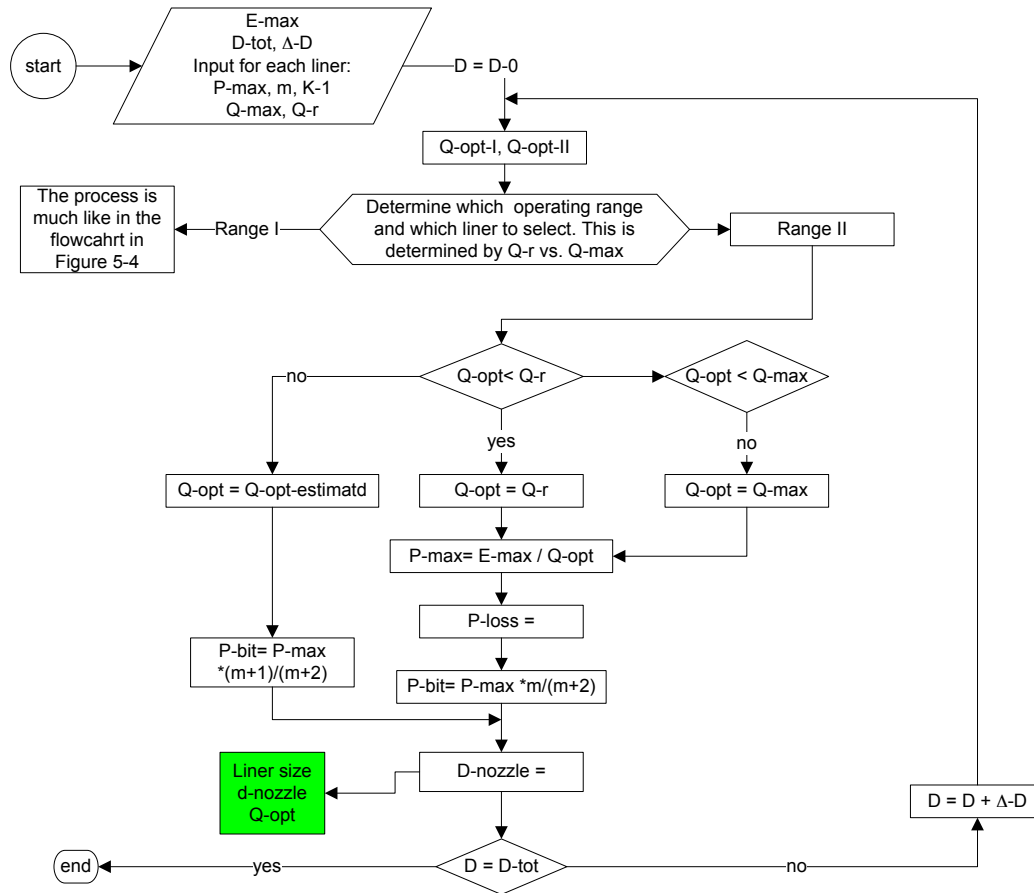 E-max
D-tot, Δ-D
Input for each liner:
P-max, m, K-1
Q-max, Q-r
start
D = D-0
Q-opt-I, Q-opt-II
The process is
much like in the
flowcahrt in
Figure 5-4
Range I
Determine which operating range
and which liner to select. This is
determined by Q-r vs. Q-max
Range II
Q-opt< Q-r
Q-opt < Q-max
no
yes
no
Q-opt = Q-opt-estimatd
Q-opt = Q-r
Q-opt = Q-max
P-max= E-max / Q-opt
P-loss =
P-bit= P-max
*(m+1)/(m+2)
P-bit= P-max *m/(m+2)
Liner size
d-nozzle
Q-opt
D-nozzle =
D = D + Δ-D
end
yes
D = D-tot
no